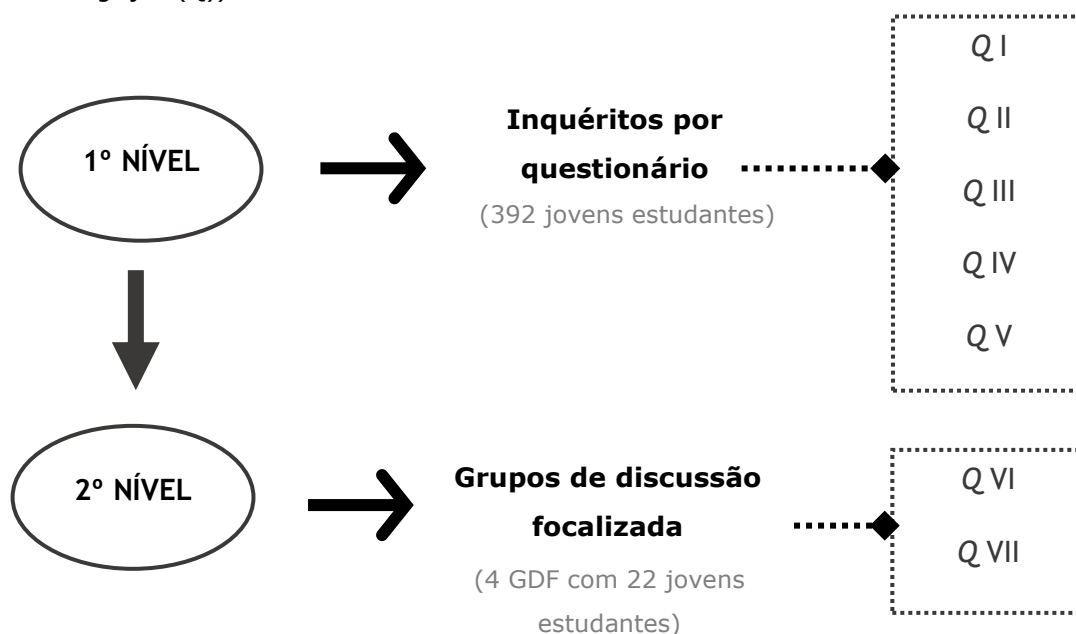 1º NÍVEL
Inquéritos por
questionário
(392 jovens estudantes)
Q I
Q II
Q III
Q IV
Q V
2º NÍVEL
Grupos de discussão
focalizada
(4 GDF com 22 jovens
estudantes)
Q VI
Q VII